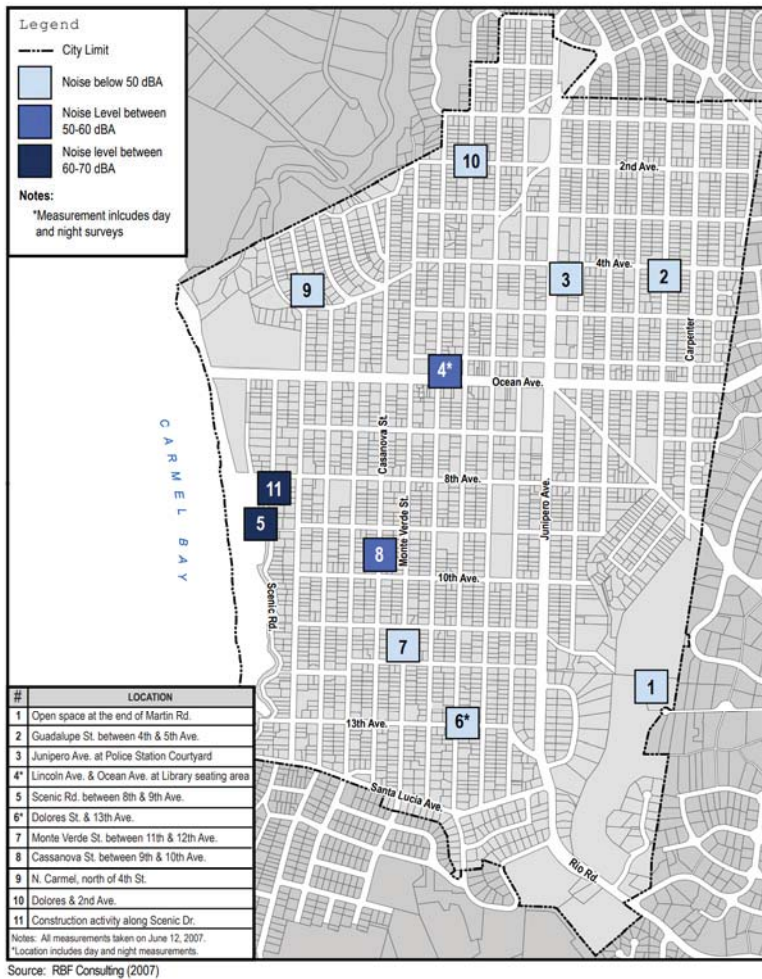 Legend
City Limit
Noise below 50 dBA
Noise Level between
50-60 dBA
Noise level between
60-70 dBA
Notes:
*Measurement inlcudes day
and night surveys
10
2nd Ave.
4th Ave.
3
2
9
Carpenter
4*
Ocean Ave.
CARMEL BAY
Casanova St.
8th Ave.
11
5
Monte Verde St.
Junipero Ave.
8
10th Ave.
Scenic Rd.
7
1
13th Ave.
6*
Santa Lucia Ave.
Rio Rd.
# LOCATION
1 Open space at the end of Martin Rd.
2 Guadalupe St. between 4th & 5th Ave.
3 Junipero Ave. at Police Station Courtyard
4* Lincoln Ave. & Ocean Ave. at Library seating area
5 Scenic Rd. between 8th & 9th Ave.
6* Dolores St. & 13th Ave.
7 Monte Verde St. between 11th & 12th Ave.
8 Cassanova St. between 9th & 10th Ave.
9 N. Carmel, north of 4th St.
10 Dolores & 2nd Ave.
11 Construction activity along Scenic Dr.
Notes: All measurements taken on June 12, 2007.
*Location includes day and night measurements.
Source: RBF Consulting (2007)